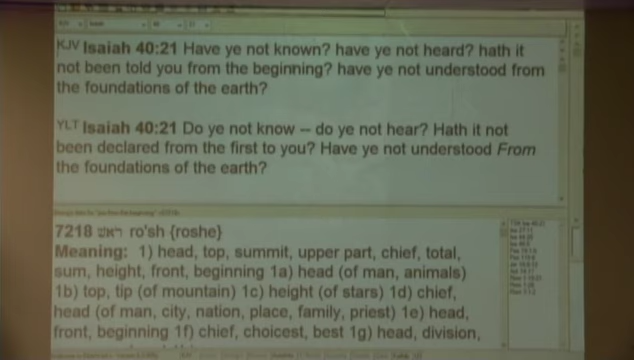 KJV Isaiah 40:21 Have ye not known? have ye not heard? hath it
not been told you from the beginning? have ye not understood from
the foundations of the earth?
YLT Isaiah 40:21 Do ye not know -- do ye not hear? Hath it not
been declared from the first to you? Have ye not understood From
the foundations of the earth?
7218 ראש ro'sh {roshe}
Meaning: 1) head, top, summit, upper part, chief, total,
sum, height, front, beginning 1a) head (of man, animals)
1b) top, tip (of mountain) 1c) height (of stars) 1d) chief,
head (of man, city, nation, place, family, priest) 1e) head,
front, beginning 1f) chief, choicest, best 1g) head, division,